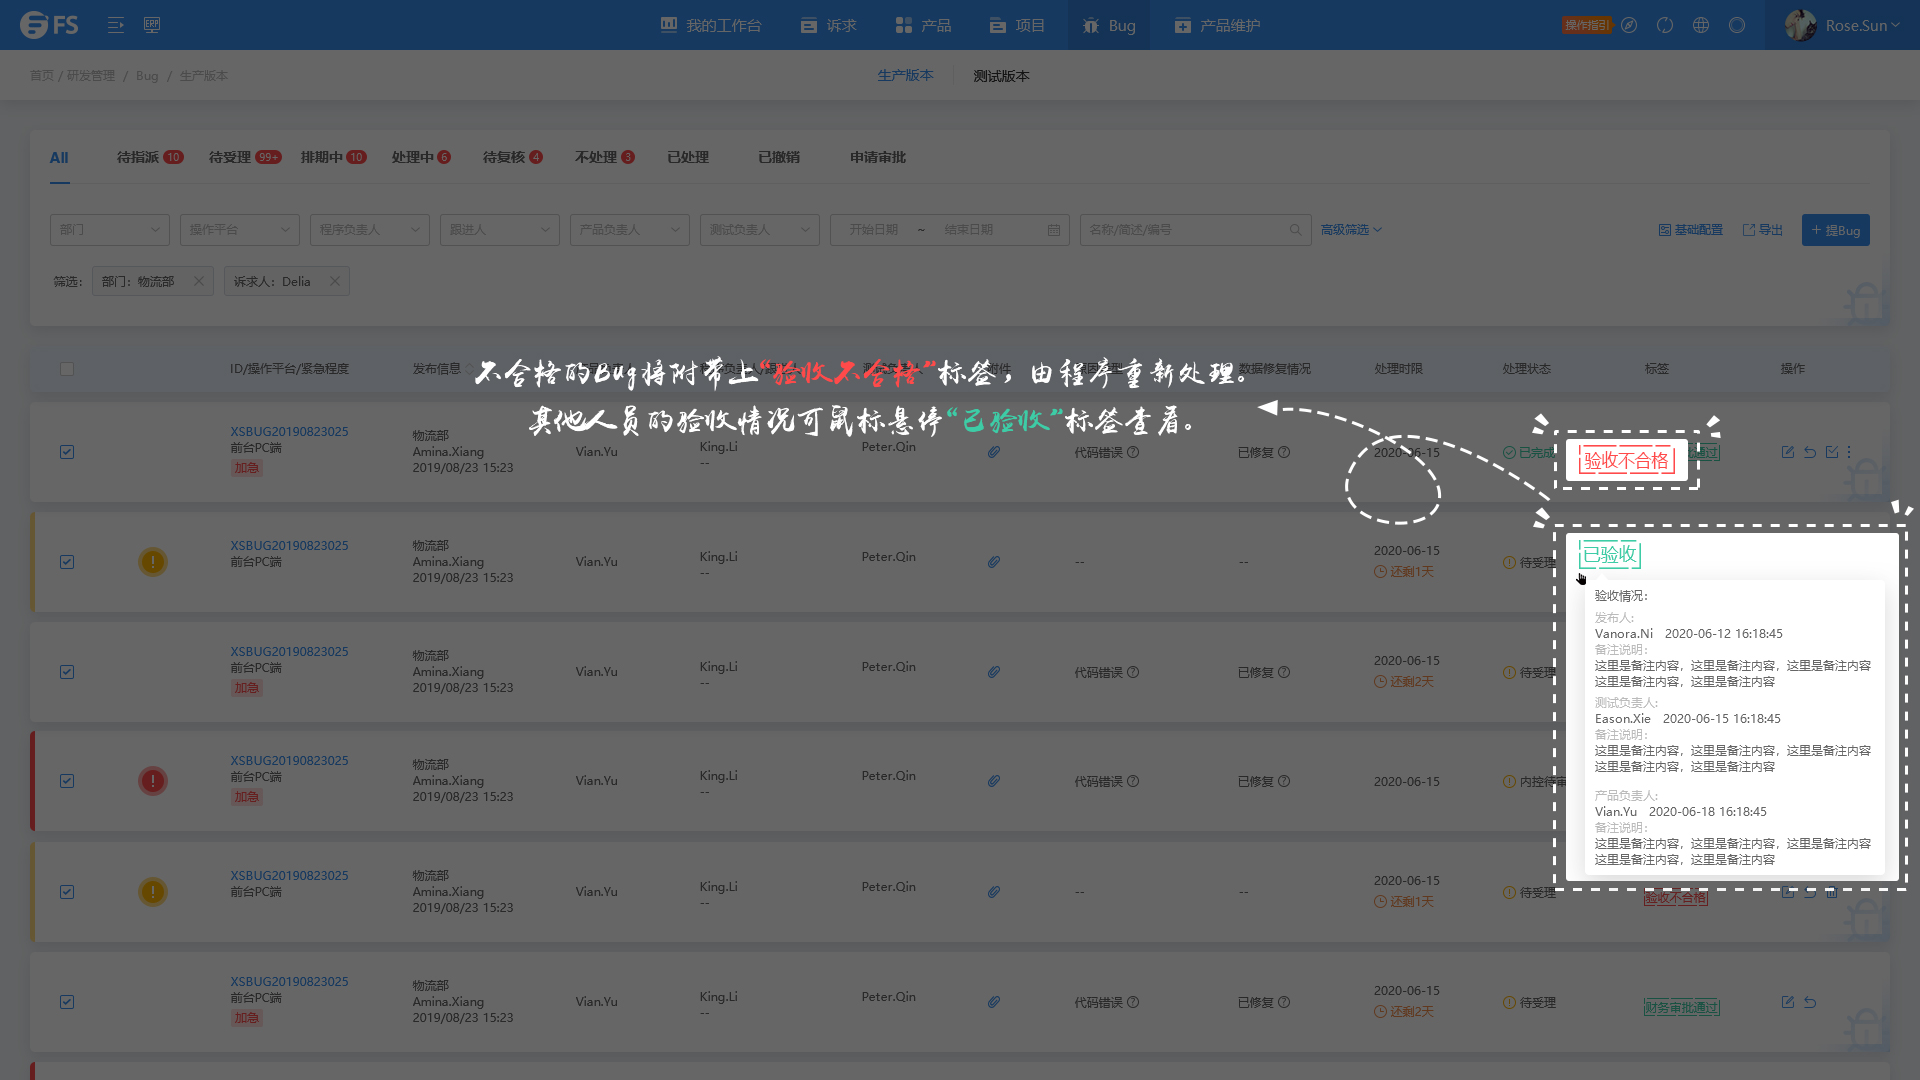 FS
ERP
我的工作台
诉求
产品
项目
Bug
产品维护
操作指引
Rose.Sun
首页 / 研发管理 / Bug / 生产版本
生产版本
测试版本
All
待指派 10
待受理 99+
排期中 10
处理中 6
待复核 4
不处理 3
已处理
已撤销
申请审批
部门
操作平台
程序负责人
跟进人
产品负责人
测试负责人
开始日期 ~ 结束日期
名称/简述/编号
高级筛选
基础配置
导出
+ 提Bug
筛选：
部门：物流部
诉求人：Delia
ID/操作平台/紧急程度
发布信息
数据修复情况
处理时限
处理状态
标签
操作
不合格的Bug将附带上“验收不合格”标签，由程序重新处理。
其他人员的验收情况可鼠标悬停“已验收”标签查看。
XSBUG20190823025
前台PC端
加急
物流部
Amina.Xiang
2019/08/23 15:23
Vian.Yu
King.Li
--
Peter.Qin
代码错误
已修复
2020-06-15
已完成
验收不合格
通过
XSBUG20190823025
前台PC端
物流部
Amina.Xiang
2019/08/23 15:23
Vian.Yu
King.Li
--
Peter.Qin
--
--
2020-06-15
还剩1天
待受理
已验收
验收情况：
发布人：
Vanora.Ni 2020-06-12 16:18:45
备注说明：
这里是备注内容，这里是备注内容，这里是备注内容
这里是备注内容，这里是备注内容
测试负责人：
Eason.Xie 2020-06-15 16:18:45
备注说明：
这里是备注内容，这里是备注内容，这里是备注内容
这里是备注内容，这里是备注内容
产品负责人：
Vian.Yu 2020-06-18 16:18:45
备注说明：
这里是备注内容，这里是备注内容，这里是备注内容
这里是备注内容，这里是备注内容
XSBUG20190823025
前台PC端
加急
物流部
Amina.Xiang
2019/08/23 15:23
Vian.Yu
King.Li
--
Peter.Qin
代码错误
已修复
2020-06-15
还剩2天
待受理
XSBUG20190823025
前台PC端
加急
物流部
Amina.Xiang
2019/08/23 15:23
Vian.Yu
King.Li
--
Peter.Qin
代码错误
已修复
2020-06-15
内控待审
XSBUG20190823025
前台PC端
物流部
Amina.Xiang
2019/08/23 15:23
Vian.Yu
King.Li
--
Peter.Qin
--
--
2020-06-15
还剩1天
待受理
验收不合格
XSBUG20190823025
前台PC端
加急
物流部
Amina.Xiang
2019/08/23 15:23
Vian.Yu
King.Li
--
Peter.Qin
代码错误
已修复
2020-06-15
还剩2天
待受理
财务审批通过